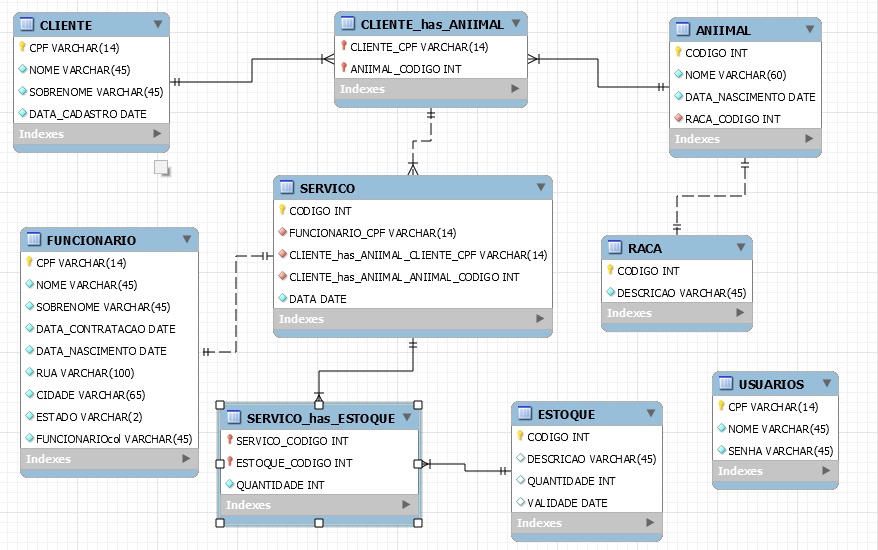 CLIENTE
CPF VARCHAR(14)
NOME VARCHAR(45)
SOBRENOME VARCHAR(45)
DATA_CADASTRO DATE
Indexes
CLIENTE_has_ANIIMAL
CLIENTE_CPF VARCHAR(14)
ANIIMAL_CODIGO INT
Indexes
ANIIMAL
CODIGO INT
NOME VARCHAR(60)
DATA_NASCIMENTO DATE
RACA_CODIGO INT
Indexes
SERVICO
CODIGO INT
FUNCIONARIO_CPF VARCHAR(14)
CLIENTE_has_ANIIMAL_CLIENTE_CPF VARCHAR(14)
CLIENTE_has_ANIIMAL_ANIIMAL_CODIGO INT
DATA DATE
Indexes
FUNCIONARIO
CPF VARCHAR(14)
NOME VARCHAR(45)
SOBRENOME VARCHAR(45)
DATA_CONTRATACAO DATE
DATA_NASCIMENTO DATE
RUA VARCHAR(100)
CIDADE VARCHAR(65)
ESTADO VARCHAR(2)
FUNCIONARIOcol VARCHAR(45)
Indexes
RACA
CODIGO INT
DESCRICAO VARCHAR(45)
Indexes
SERVICO_has_ESTOQUE
SERVICO_CODIGO INT
ESTOQUE_CODIGO INT
QUANTIDADE INT
Indexes
ESTOQUE
CODIGO INT
DESCRICAO VARCHAR(45)
QUANTIDADE INT
VALIDADE DATE
Indexes
USUARIOS
CPF VARCHAR(14)
NOME VARCHAR(45)
SENHA VARCHAR(45)
Indexes